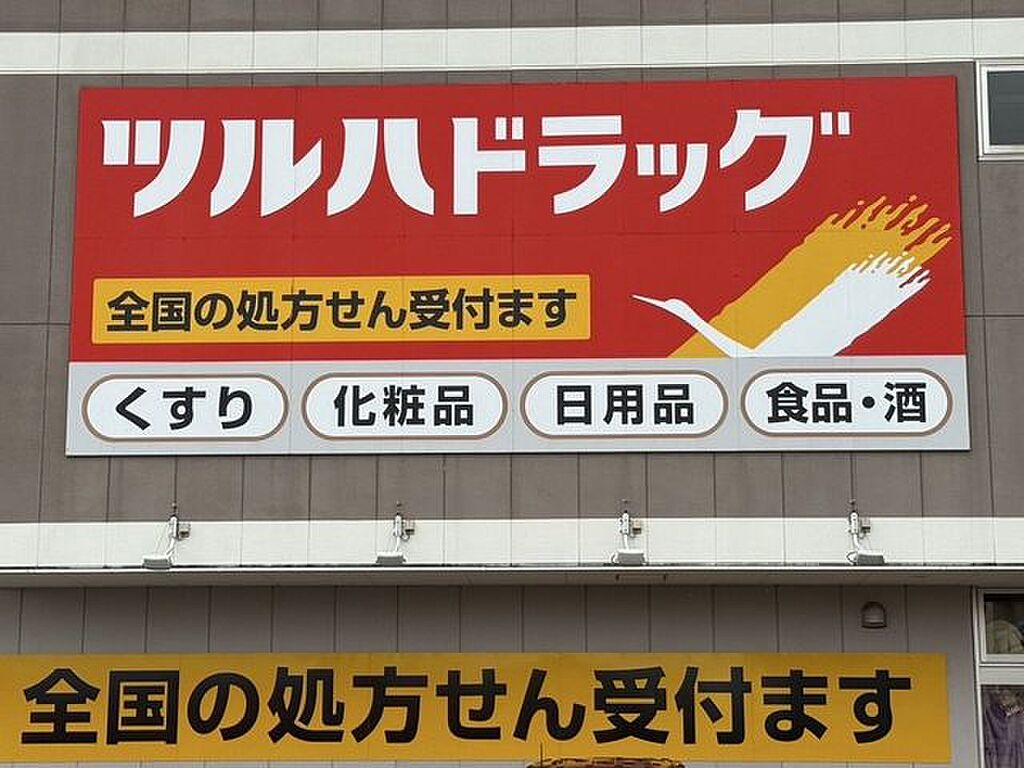 ツルハドラッグ
全国の処方せん受付ます
くすり 化粧品 日用品 食品・酒
全国の処方せん受付ます